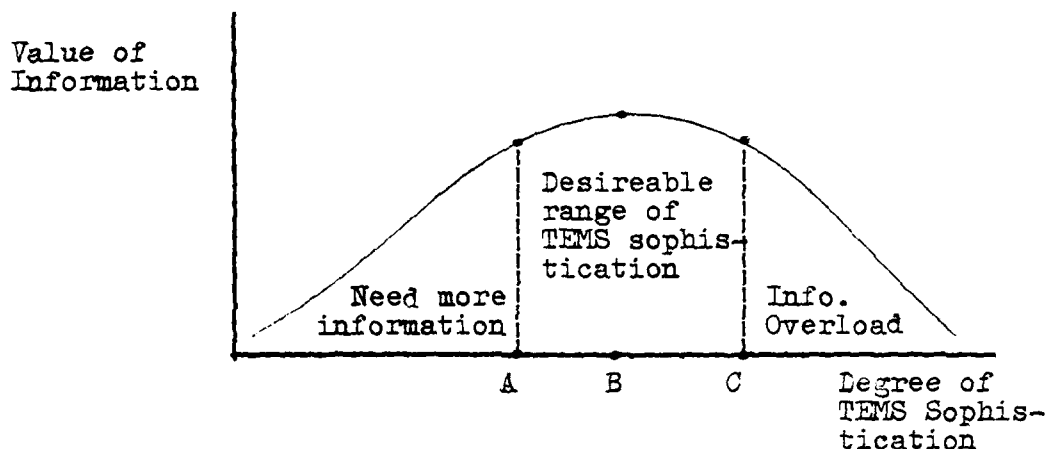 Value of
Information
Desireable
range of
TEMS sophis-
tication
Need more
information
Info.
Overload
A
B
C
Degree of
TEMS Sophis-
tication